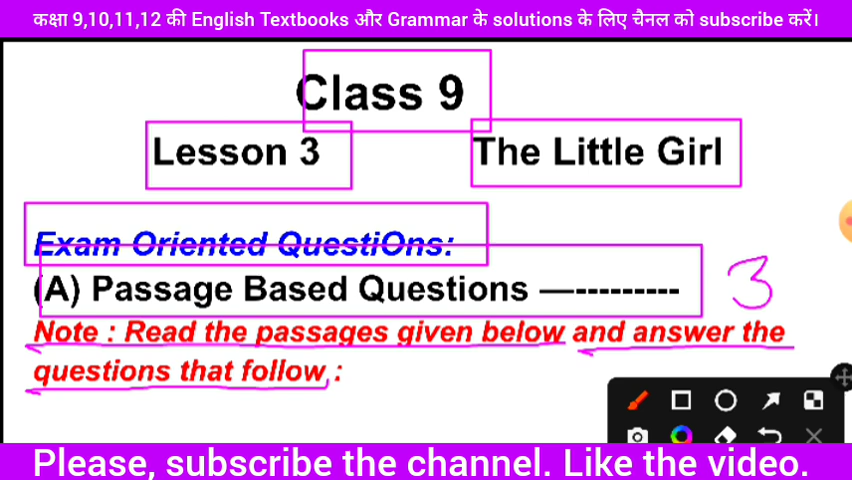 कक्षा 9,10,11,12 की English Textbooks और Grammar के solutions के लिए चैनल को subscribe करें।
Class 9
Lesson 3 The Little Girl
Exam Oriented QuestiOns:
(A) Passage Based Questions —---------- 3
Note : Read the passages given below and answer the
questions that follow :
Please, subscribe the channel. Like the video.